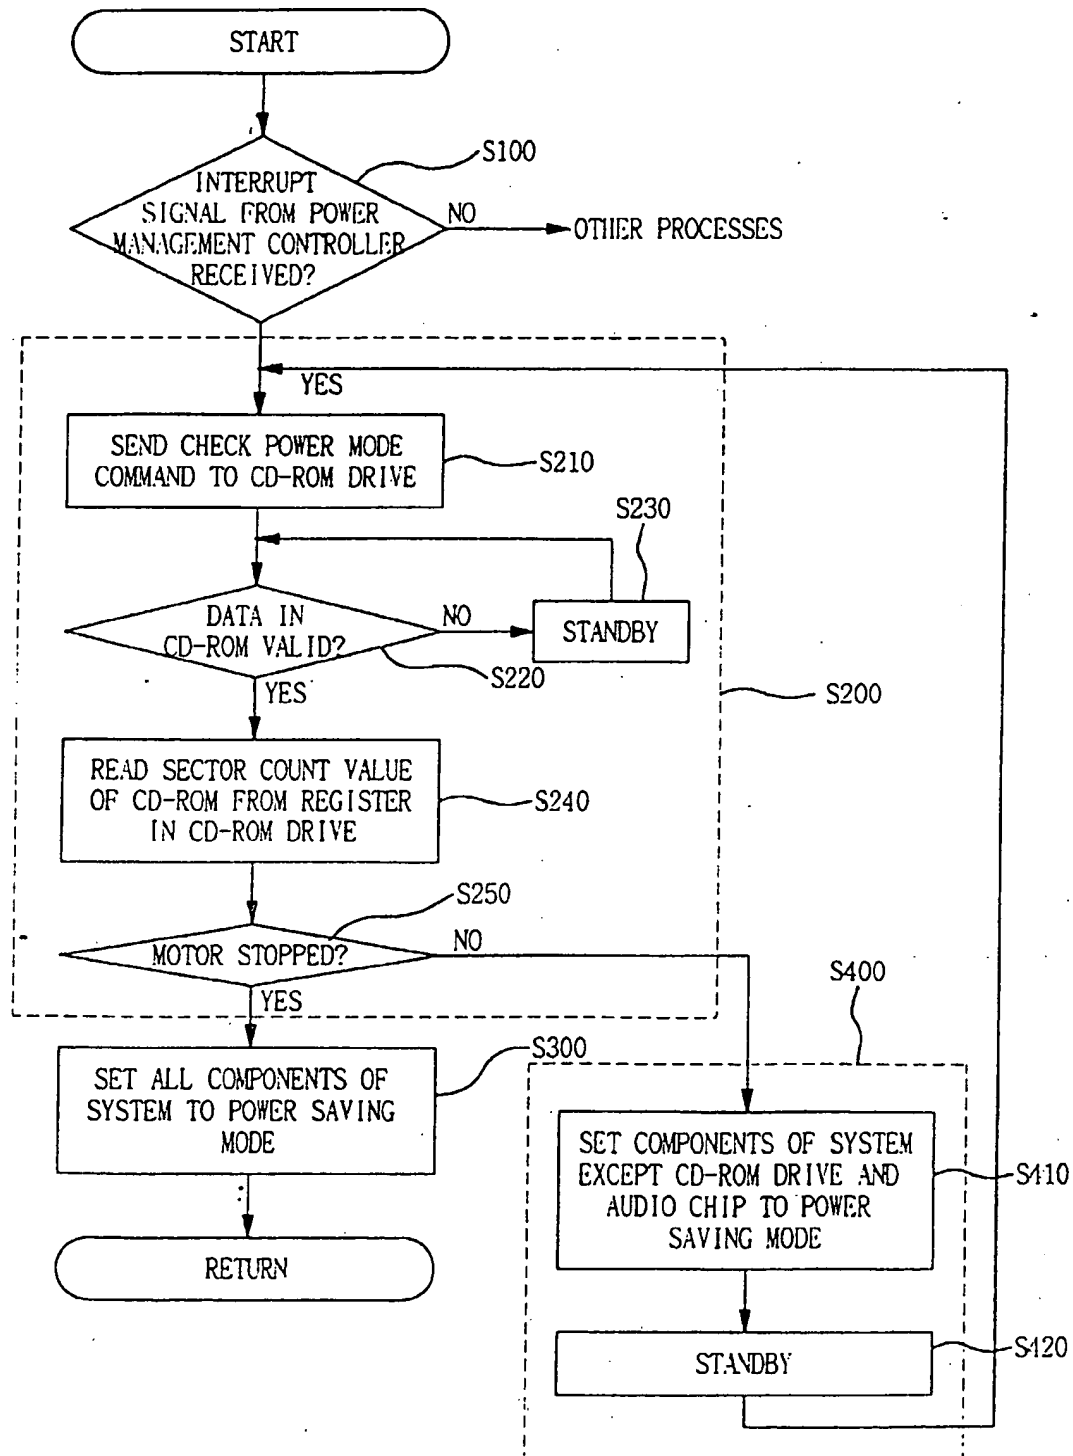 START
S100
INTERRUPT
SIGNAL FROM POWER
MANAGEMENT CONTROLLER
RECEIVED?
NO
OTHER PROCESSES
YES
SEND CHECK POWER MODE
COMMAND TO CD-ROM DRIVE
S210
S230
DATA IN
CD-ROM VALID?
NO
STANDBY
S220
YES
S200
READ SECTOR COUNT VALUE
OF CD-ROM FROM REGISTER
IN CD-ROM DRIVE
S240
S250
MOTOR STOPPED?
NO
YES
S400
S300
SET ALL COMPONENTS OF
SYSTEM TO POWER SAVING
MODE
SET COMPONENTS OF SYSTEM
EXCEPT CD-ROM DRIVE AND
AUDIO CHIP TO POWER
SAVING MODE
S410
RETURN
STANDBY
S420